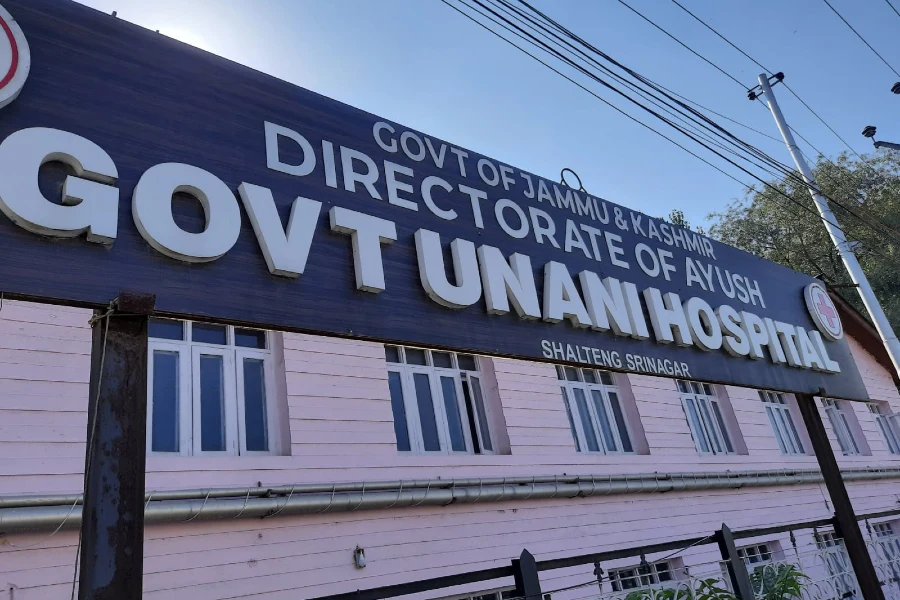 GOVT OF JAMMU & KASHMIR
DIRECTORATE OF AYUSH
GOVT UNANI HOSPITAL
SHALTENG SRINAGAR